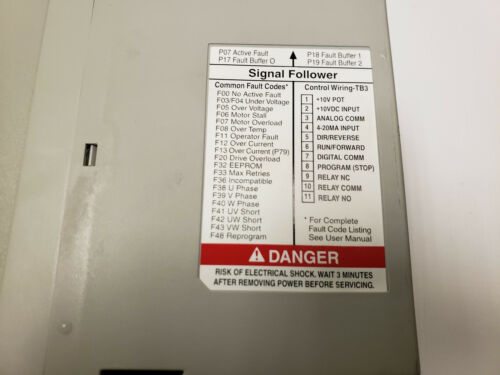 P07 Active Fault P18 Fault Buffer 1
P17 Fault Buffer O P19 Fault Buffer 2
Signal Follower
Common Fault Codes*
F00 No Active Fault
F03/F04 Under Voltage
F05 Over Voltage
F06 Motor Stall
F07 Motor Overload
F08 Over Temp
F11 Operator Fault
F12 Over Current
F13 Over Current (P79)
F20 Drive Overload
F32 EEPROM
F33 Max Retries
F36 Incompatible
F38 U Phase
F39 V Phase
F40 W Phase
F41 UV Short
F42 UW Short
F43 VW Short
F48 Reprogram
Control Wiring-TB3
1 +10V POT
2 +10VDC INPUT
3 ANALOG COMM
4 4-20MA INPUT
5 DIR/REVERSE
6 RUN/FORWARD
7 DIGITAL COMM
8 PROGRAM (STOP)
9 RELAY NC
10 RELAY COMM
11 RELAY NO
* For Complete
Fault Code Listing
See User Manual
DANGER
RISK OF ELECTRICAL SHOCK. WAIT 3 MINUTES
AFTER REMOVING POWER BEFORE SERVICING.